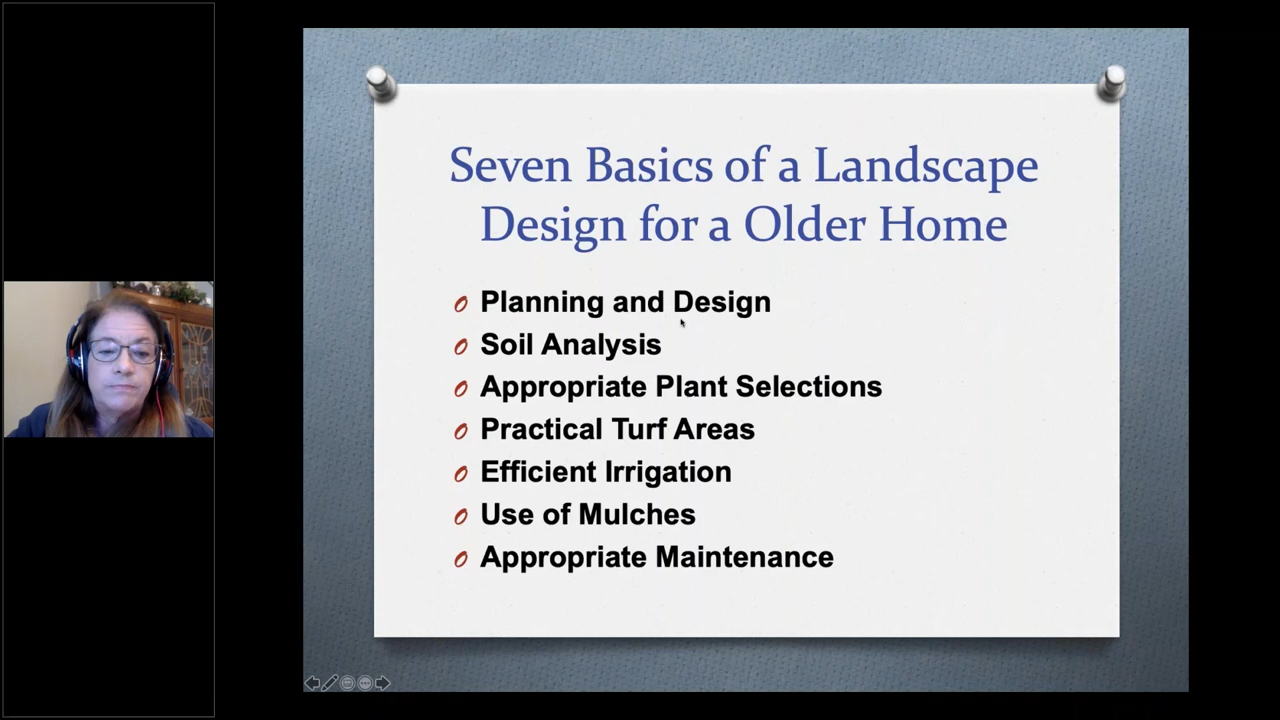 Seven Basics of a Landscape
Design for a Older Home
Planning and Design
Soil Analysis
Appropriate Plant Selections
Practical Turf Areas
Efficient Irrigation
Use of Mulches
Appropriate Maintenance